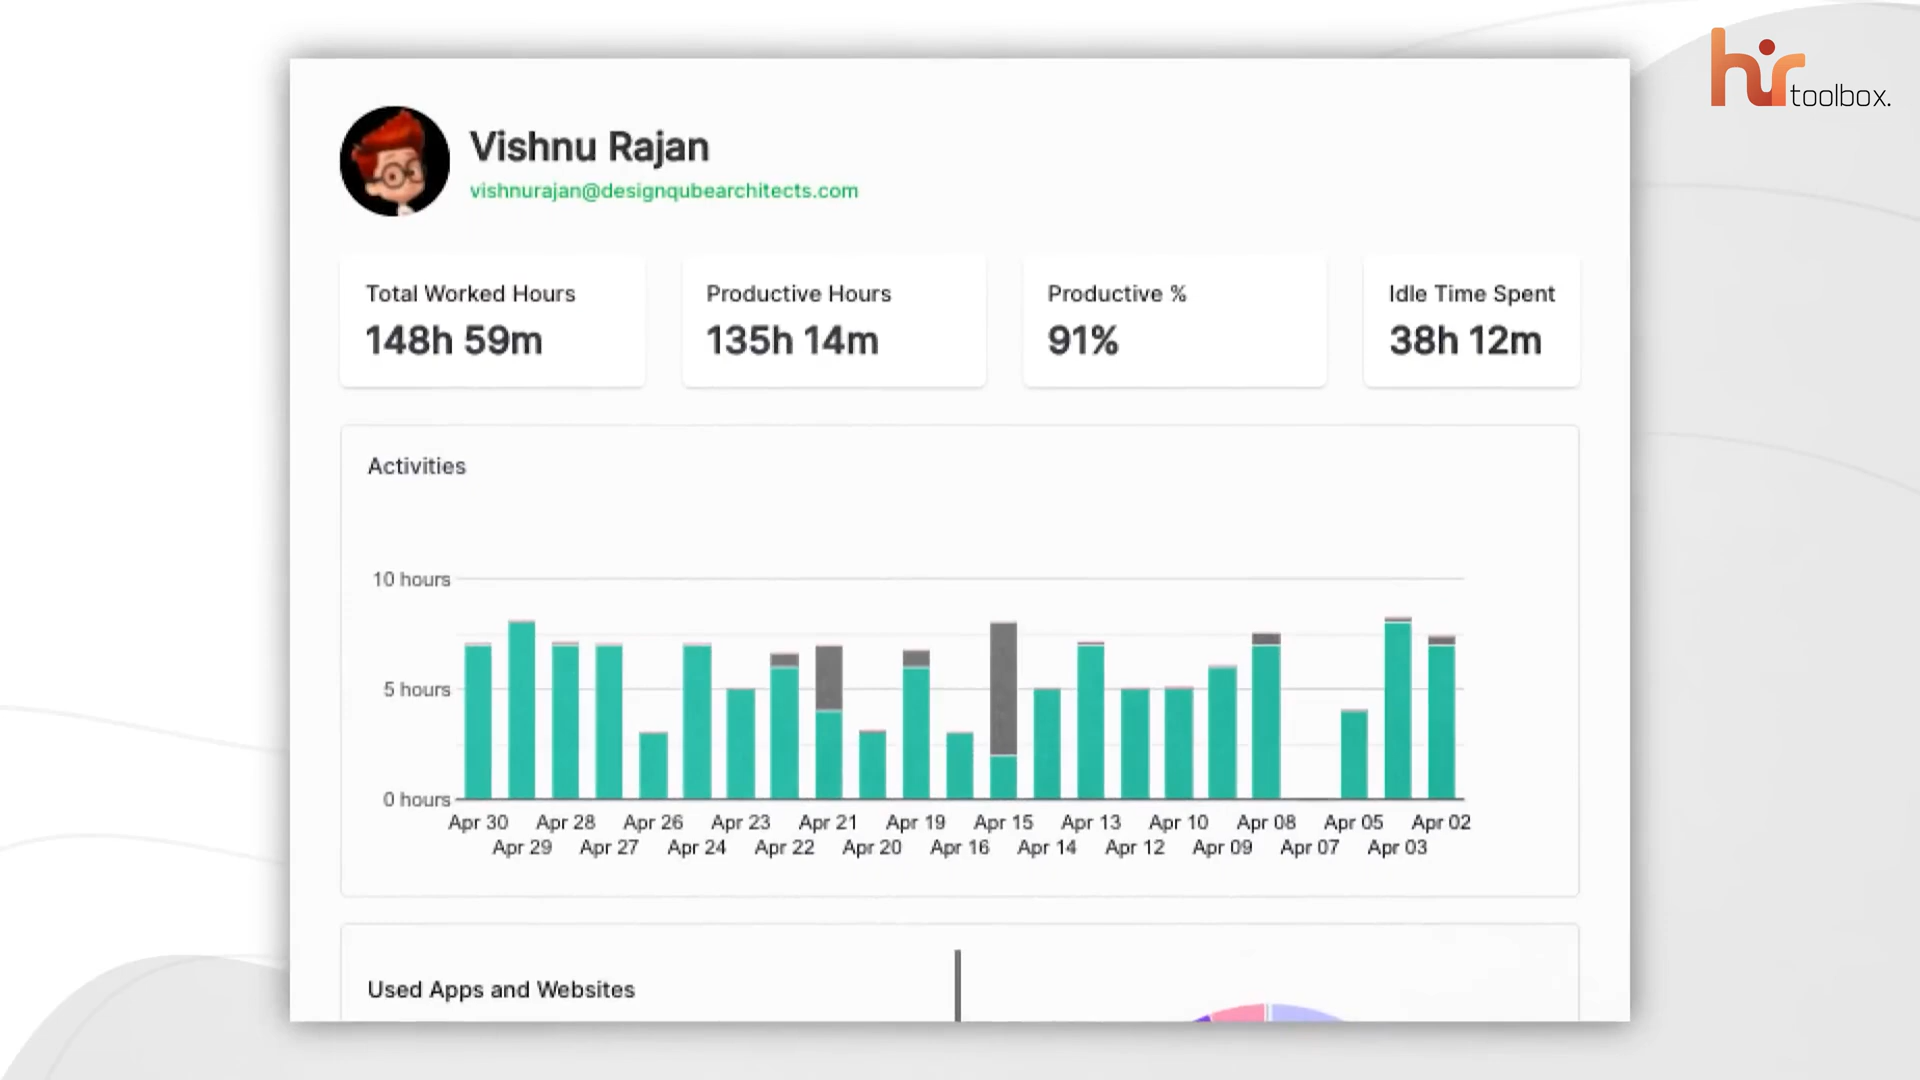 hr toolbox.
Vishnu Rajan
vishnurajan@designqubearchitects.com
Total Worked Hours
148h 59m
Productive Hours
135h 14m
Productive %
91%
Idle Time Spent
38h 12m
Activities
10 hours
5 hours
0 hours
Apr 30 Apr 28 Apr 26 Apr 23 Apr 21 Apr 19 Apr 15 Apr 13 Apr 10 Apr 08 Apr 05 Apr 02
Apr 29 Apr 27 Apr 24 Apr 22 Apr 20 Apr 16 Apr 14 Apr 12 Apr 09 Apr 07 Apr 03
Used Apps and Websites